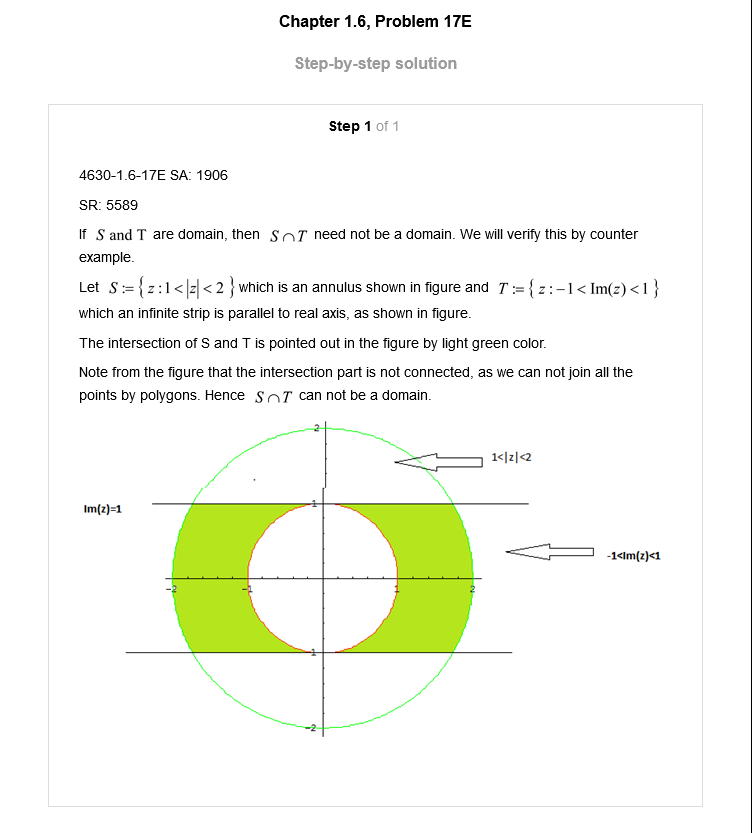 Chapter 1.6, Problem 17E
Step-by-step solution
Step 1 of 1
4630-1.6-17E SA: 1906
SR: 5589
If S and T are domain, then S∩T need not be a domain. We will verify this by counter
example.
Let S:={z:1<|z|<2} which is an annulus shown in figure and T:={z:−1<Im(z)<1}
which an infinite strip is parallel to real axis, as shown in figure.
The intersection of S and T is pointed out in the figure by light green color.
Note from the figure that the intersection part is not connected, as we can not join all the
points by polygons. Hence S∩T can not be a domain.
2
1<|z|<2
Im(z)=1
1
-1<Im(z)<1
-2
-1
1
2
-1
-2